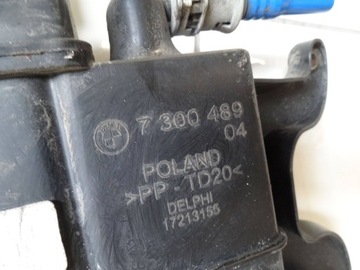 7 300 489
04
POLAND
>PP-TD20<
DELPHI
17213155